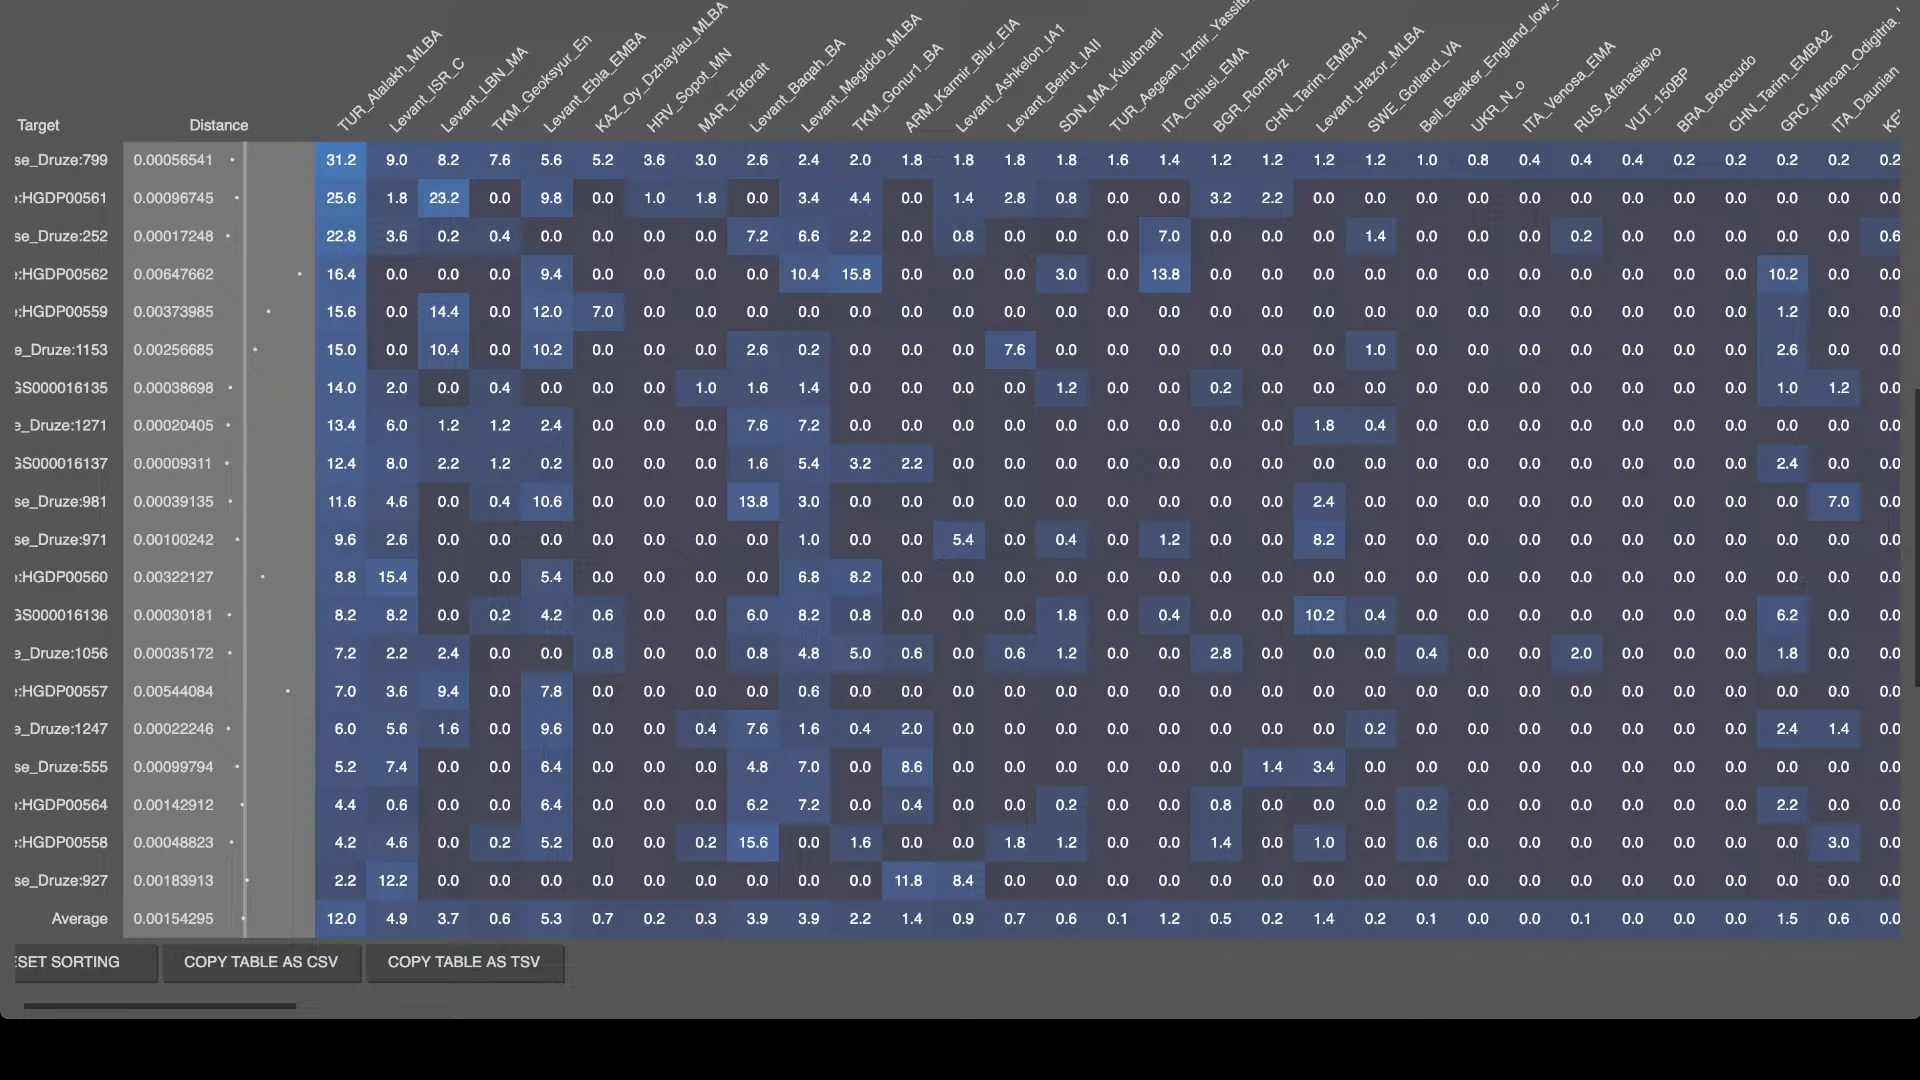 TUR_Alalakh_MLBA
Levant_ISR_C
Levant_LBN_MA
TKM_Geoksyur_En
Levant_Ebla_EMBA
KAZ_Oy_Dzhaylau_MLBA
HRV_Sopot_MN
MAR_Taforalt
Levant_Baqah_BA
Levant_Megiddo_MLBA
TKM_Gonur1_BA
ARM_Karmir_Blur_EIA
Levant_Ashkelon_IA1
Levant_Beirut_IAII
SDN_MA_Kulubnarti
TUR_Aegean_Izmir_Yassite
ITA_Chiusi_EMA
BGR_RomByz
CHN_Tarim_EMBA1
Levant_Hazor_MLBA
SWE_Gotland_VA
Bell_Beaker_England_low_
UKR_N_o
ITA_Venosa_EMA
RUS_Afanasievo
VUT_150BP
BRA_Botocudo
CHN_Tarim_EMBA2
GRC_Minoan_Odigitria_
ITA_Daunian
Target Distance
se_Druze:799 0.00056541 31.2 9.0 8.2 7.6 5.6 5.2 3.6 3.0 2.6 2.4 2.0 1.8 1.8 1.8 1.8 1.6 1.4 1.2 1.2 1.2 1.2 1.0 0.8 0.4 0.4 0.4 0.2 0.2 0.2 0.2 0.2
:HGDP00561 0.00096745 25.6 1.8 23.2 0.0 9.8 0.0 1.0 1.8 0.0 3.4 4.4 0.0 1.4 2.8 0.8 0.0 0.0 3.2 2.2 0.0 0.0 0.0 0.0 0.0 0.0 0.0 0.0 0.0 0.0 0.0 0.0
se_Druze:252 0.00017248 22.8 3.6 0.2 0.4 0.0 0.0 0.0 0.0 7.2 6.6 2.2 0.0 0.8 0.0 0.0 0.0 7.0 0.0 0.0 0.0 1.4 0.0 0.0 0.0 0.2 0.0 0.0 0.0 0.0 0.0 0.6
:HGDP00562 0.00647662 16.4 0.0 0.0 0.0 9.4 0.0 0.0 0.0 0.0 10.4 15.8 0.0 0.0 0.0 3.0 0.0 13.8 0.0 0.0 0.0 0.0 0.0 0.0 0.0 0.0 0.0 0.0 0.0 10.2 0.0 0.0
:HGDP00559 0.00373985 15.6 0.0 14.4 0.0 12.0 7.0 0.0 0.0 0.0 0.0 0.0 0.0 0.0 0.0 0.0 0.0 0.0 0.0 0.0 0.0 0.0 0.0 0.0 0.0 0.0 0.0 0.0 0.0 1.2 0.0 0.0
e_Druze:1153 0.00256685 15.0 0.0 10.4 0.0 10.2 0.0 0.0 0.0 2.6 0.2 0.0 0.0 0.0 7.6 0.0 0.0 0.0 0.0 0.0 0.0 1.0 0.0 0.0 0.0 0.0 0.0 0.0 0.0 2.6 0.0 0.0
GS000016135 0.00038698 14.0 2.0 0.0 0.4 0.0 0.0 0.0 1.0 1.6 1.4 0.0 0.0 0.0 0.0 1.2 0.0 0.0 0.2 0.0 0.0 0.0 0.0 0.0 0.0 0.0 0.0 0.0 0.0 1.0 1.2 0.0
e_Druze:1271 0.00020405 13.4 6.0 1.2 1.2 2.4 0.0 0.0 0.0 7.6 7.2 0.0 0.0 0.0 0.0 0.0 0.0 0.0 0.0 0.0 1.8 0.4 0.0 0.0 0.0 0.0 0.0 0.0 0.0 0.0 0.0 0.0
GS000016137 0.00009311 12.4 8.0 2.2 1.2 0.2 0.0 0.0 0.0 1.6 5.4 3.2 2.2 0.0 0.0 0.0 0.0 0.0 0.0 0.0 0.0 0.0 0.0 0.0 0.0 0.0 0.0 0.0 0.0 2.4 0.0 0.0
se_Druze:981 0.00039135 11.6 4.6 0.0 0.4 10.6 0.0 0.0 0.0 13.8 3.0 0.0 0.0 0.0 0.0 0.0 0.0 0.0 0.0 0.0 2.4 0.0 0.0 0.0 0.0 0.0 0.0 0.0 0.0 0.0 7.0 0.0
se_Druze:971 0.00100242 9.6 2.6 0.0 0.0 0.0 0.0 0.0 0.0 0.0 1.0 0.0 0.0 5.4 0.0 0.4 0.0 1.2 0.0 0.0 8.2 0.0 0.0 0.0 0.0 0.0 0.0 0.0 0.0 0.0 0.0 0.0
:HGDP00560 0.00322127 8.8 15.4 0.0 0.0 5.4 0.0 0.0 0.0 0.0 6.8 8.2 0.0 0.0 0.0 0.0 0.0 0.0 0.0 0.0 0.0 0.0 0.0 0.0 0.0 0.0 0.0 0.0 0.0 0.0 0.0 0.0
GS000016136 0.00030181 8.2 8.2 0.0 0.2 4.2 0.6 0.0 0.0 6.0 8.2 0.8 0.0 0.0 0.0 1.8 0.0 0.4 0.0 0.0 10.2 0.4 0.0 0.0 0.0 0.0 0.0 0.0 0.0 6.2 0.0 0.0
e_Druze:1056 0.00035172 7.2 2.2 2.4 0.0 0.0 0.8 0.0 0.0 0.8 4.8 5.0 0.6 0.0 0.6 1.2 0.0 0.0 2.8 0.0 0.0 0.0 0.4 0.0 0.0 2.0 0.0 0.0 0.0 1.8 0.0 0.0
:HGDP00557 0.00544084 7.0 3.6 9.4 0.0 7.8 0.0 0.0 0.0 0.0 0.6 0.0 0.0 0.0 0.0 0.0 0.0 0.0 0.0 0.0 0.0 0.0 0.0 0.0 0.0 0.0 0.0 0.0 0.0 0.0 0.0 0.0
e_Druze:1247 0.00022246 6.0 5.6 1.6 0.0 9.6 0.0 0.0 0.4 7.6 1.6 0.4 2.0 0.0 0.0 0.0 0.0 0.0 0.0 0.0 0.0 0.2 0.0 0.0 0.0 0.0 0.0 0.0 0.0 2.4 1.4 0.0
se_Druze:555 0.00099794 5.2 7.4 0.0 0.0 6.4 0.0 0.0 0.0 4.8 7.0 0.0 8.6 0.0 0.0 0.0 0.0 0.0 0.0 1.4 3.4 0.0 0.0 0.0 0.0 0.0 0.0 0.0 0.0 0.0 0.0 0.0
:HGDP00564 0.00142912 4.4 0.6 0.0 0.0 6.4 0.0 0.0 0.0 6.2 7.2 0.0 0.4 0.0 0.0 0.2 0.0 0.0 0.8 0.0 0.0 0.0 0.2 0.0 0.0 0.0 0.0 0.0 0.0 2.2 0.0 0.0
:HGDP00558 0.00048823 4.2 4.6 0.0 0.2 5.2 0.0 0.0 0.2 15.6 0.0 1.6 0.0 0.0 1.8 1.2 0.0 0.0 1.4 0.0 1.0 0.0 0.6 0.0 0.0 0.0 0.0 0.0 0.0 0.0 3.0 0.0
se_Druze:927 0.00183913 2.2 12.2 0.0 0.0 0.0 0.0 0.0 0.0 0.0 0.0 0.0 11.8 8.4 0.0 0.0 0.0 0.0 0.0 0.0 0.0 0.0 0.0 0.0 0.0 0.0 0.0 0.0 0.0 0.0 0.0 0.0
Average 0.00154295 12.0 4.9 3.7 0.6 5.3 0.7 0.2 0.3 3.9 3.9 2.2 1.4 0.9 0.7 0.6 0.1 1.2 0.5 0.2 1.4 0.2 0.1 0.0 0.0 0.1 0.0 0.0 0.0 1.5 0.6 0.0
ESET SORTING COPY TABLE AS CSV COPY TABLE AS TSV